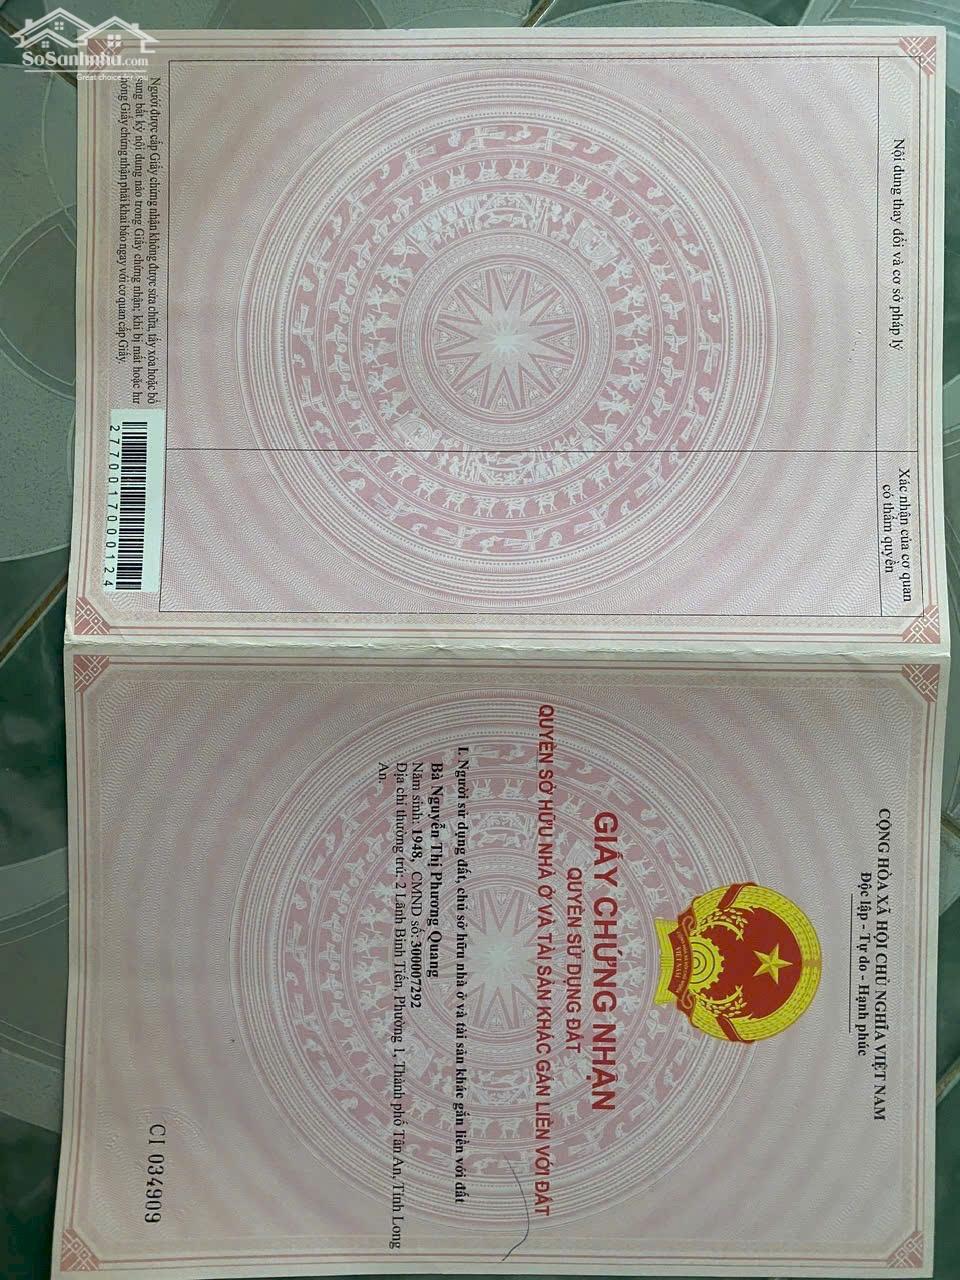 SoSanhnha.com
Great choice for you
Nội dung thay đổi và cơ sở pháp lý
Xác nhận của cơ quan
có thẩm quyền
Người được cấp Giấy chứng nhận không được sửa chữa, tẩy xóa hoặc bổ
sung bất kỳ nội dung nào trong Giấy chứng nhận; khi bị mất hoặc hư
hỏng Giấy chứng nhận phải khai báo ngay với cơ quan cấp Giấy.
2770017000124
CỘNG HÒA XÃ HỘI CHỦ NGHĨA VIỆT NAM
Độc lập - Tự do - Hạnh phúc
VIỆT NAM
GIẤY CHỨNG NHẬN
QUYỀN SỬ DỤNG ĐẤT
QUYỀN SỞ HỮU NHÀ Ở VÀ TÀI SẢN KHÁC GẮN LIỀN VỚI ĐẤT
I. Người sử dụng đất, chủ sở hữu nhà ở và tài sản khác gắn liền với đất
Bà Nguyễn Thị Phương Quang
Năm sinh: 1948, CMND số: 300007292
Địa chỉ thường trú: 2 Lãnh Binh Tiến, Phường 1, Thành phố Tân An, Tỉnh Long
An.
CI 034909